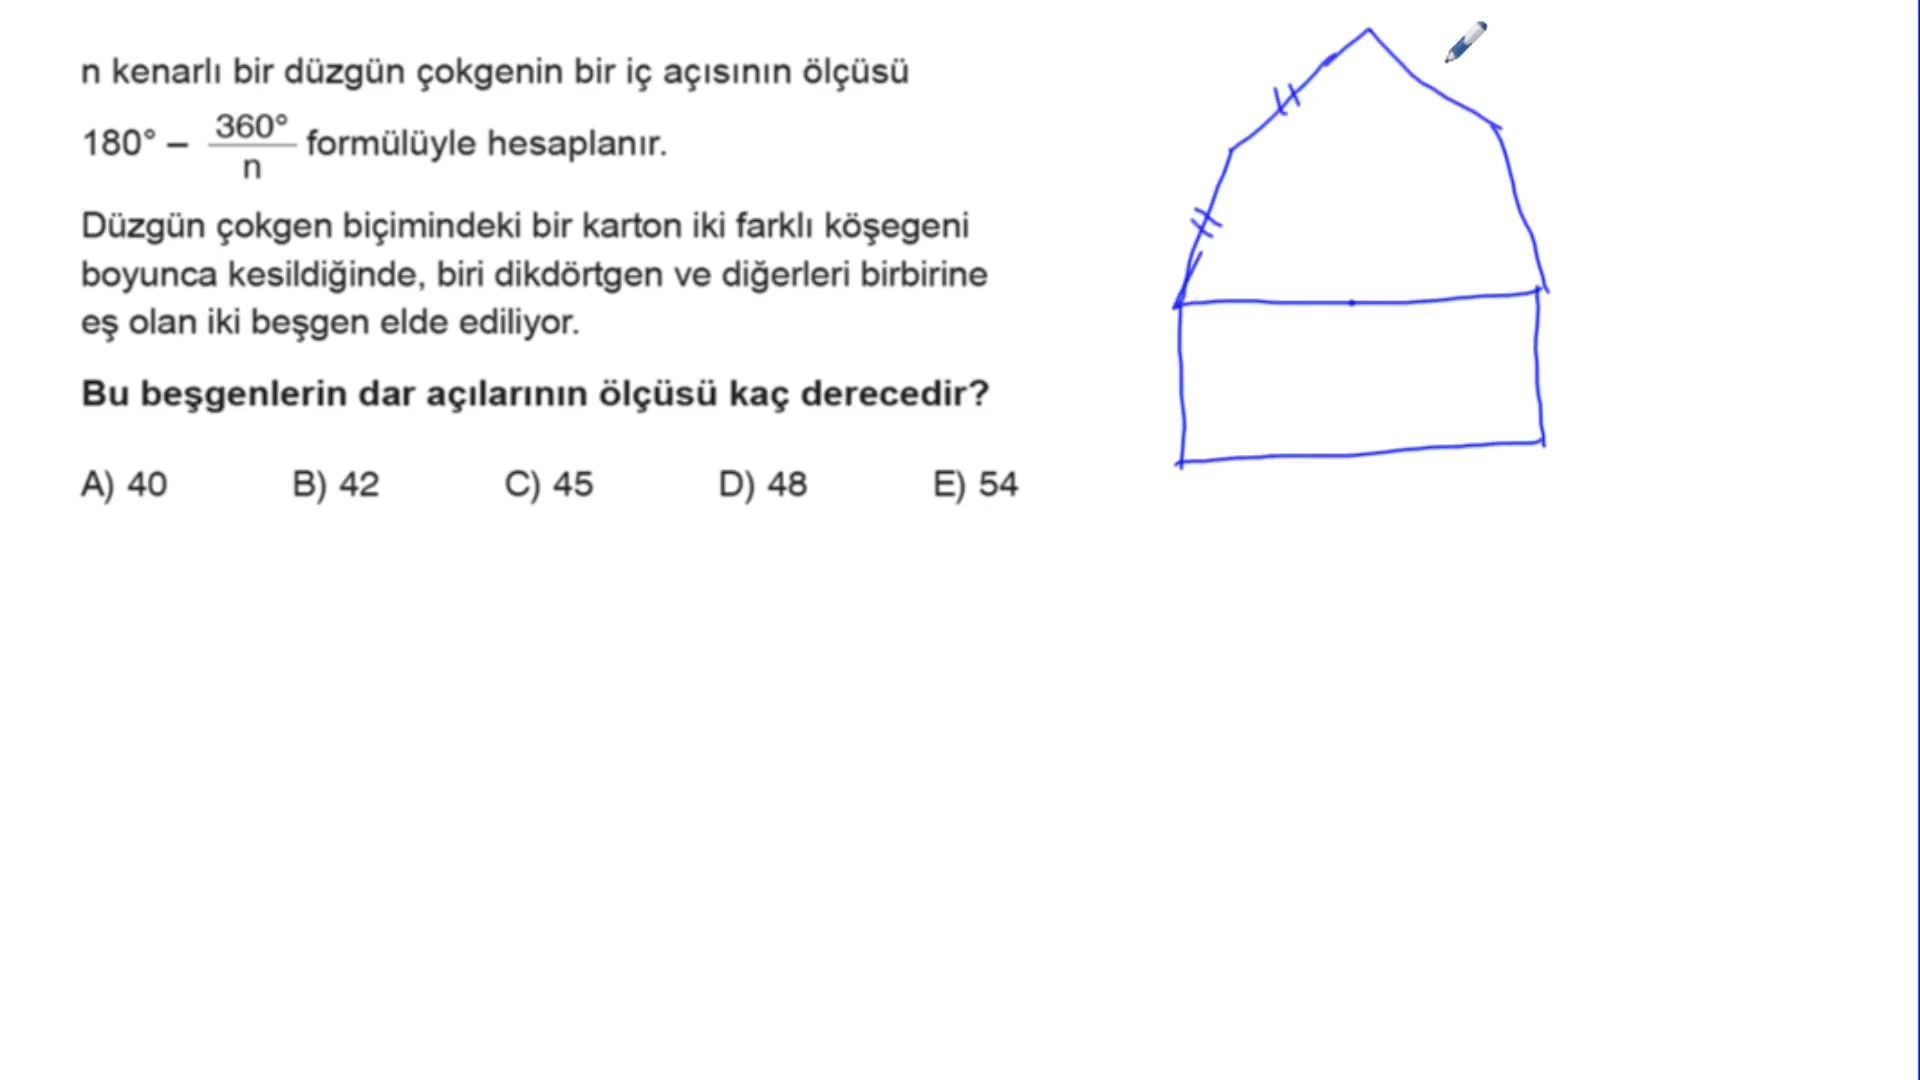 n kenarlı bir düzgün çokgenin bir iç açısının ölçüsü
180° – 360°/n formülüyle hesaplanır.
Düzgün çokgen biçimindeki bir karton iki farklı köşegeni
boyunca kesildiğinde, biri dikdörtgen ve diğerleri birbirine
eş olan iki beşgen elde ediliyor.
Bu beşgenlerin dar açılarının ölçüsü kaç derecedir?
A) 40 B) 42 C) 45 D) 48 E) 54